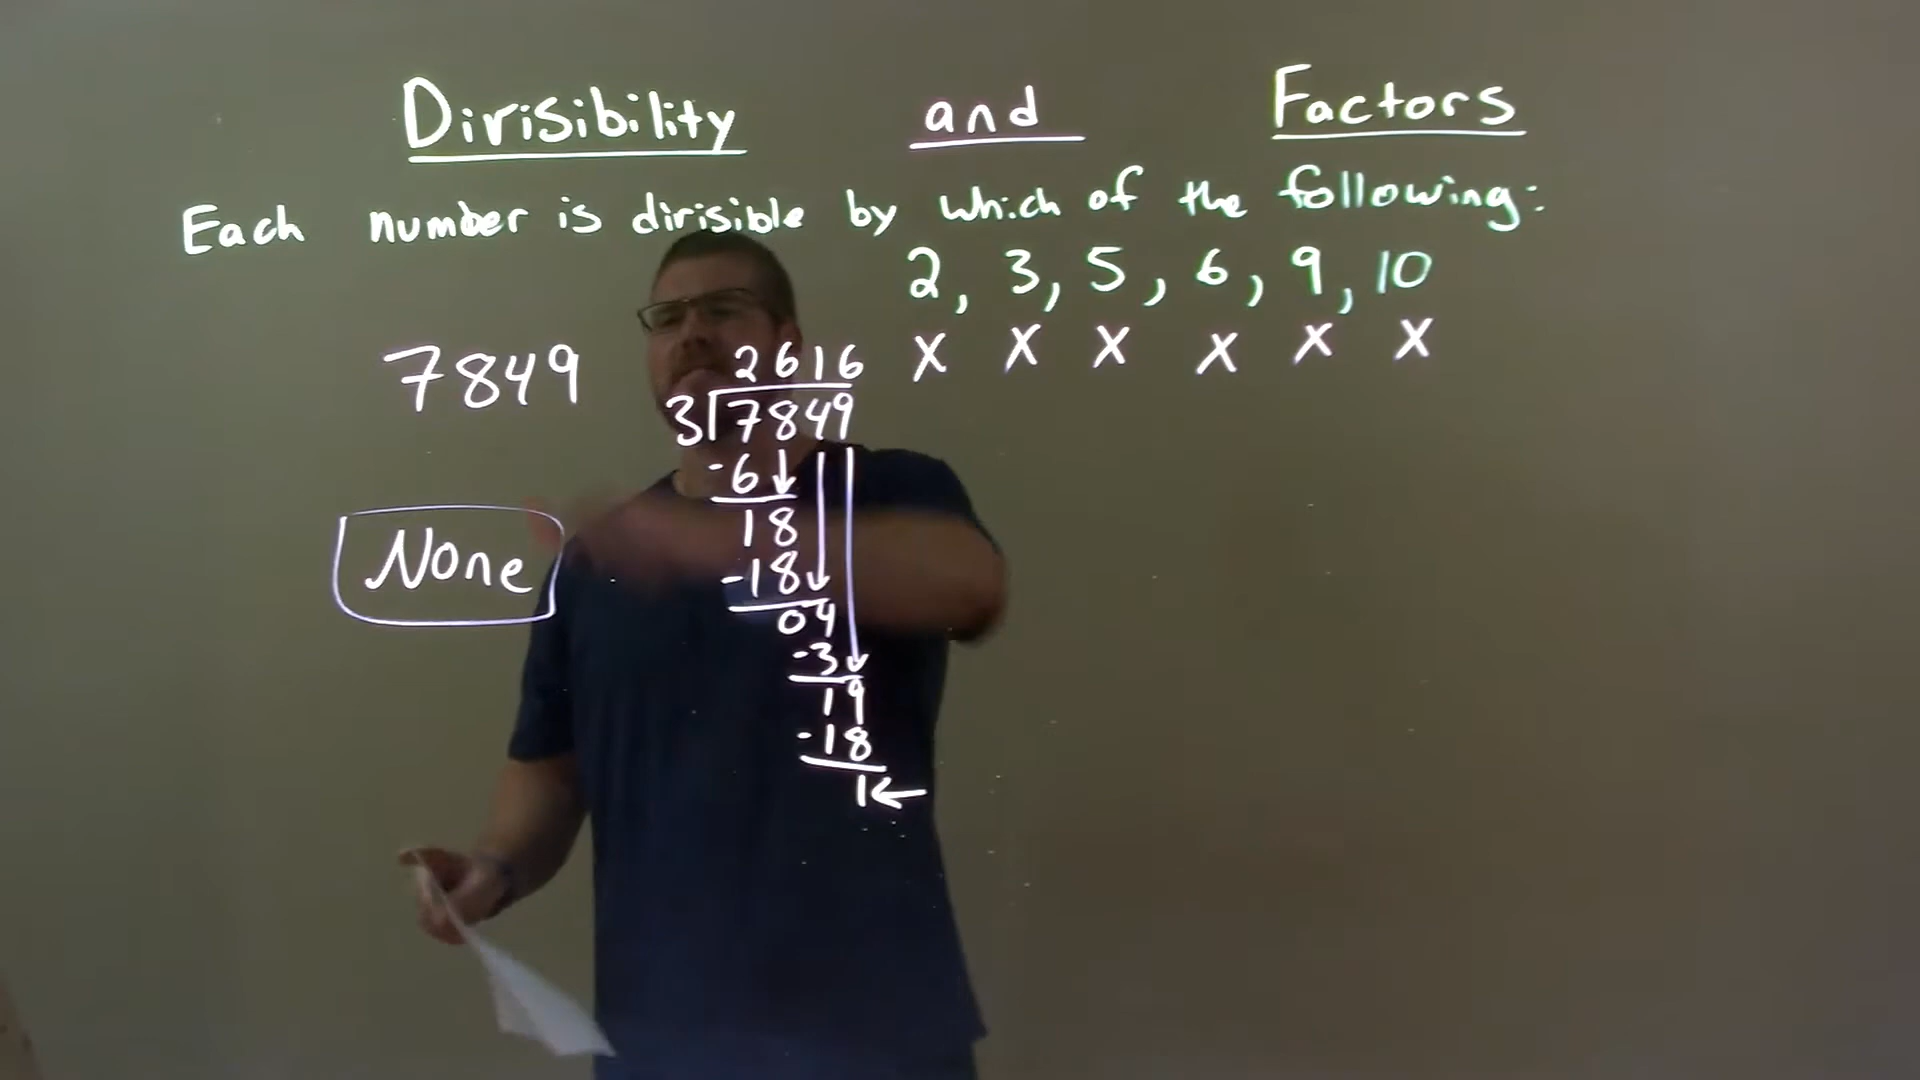 Divisibility and Factors
Each number is divisible by which of the following:
2, 3, 5, 6, 9, 10
X X X X X X
7849
2616
3)7849
-6↓
18
-18↓
04
-3↓
19
-18
1←
None